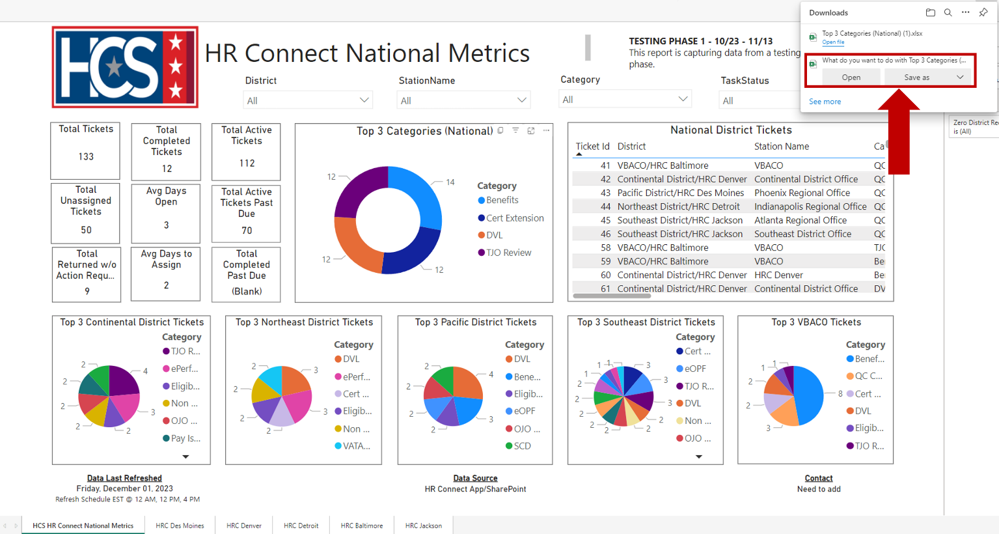 Downloads
Top 3 Categories (National) (1).xlsx
Open file
What do you want to do with Top 3 Categories (...
Open
Save as
See more
HCS
HR Connect National Metrics
TESTING PHASE 1 - 10/23 - 11/13
This report is capturing data from a testing
phase.
District
All
StationName
All
Category
All
TaskStatus
All
Zero District Re
is (All)
Total Tickets
133
Total
Completed
Tickets
12
Total Active
Tickets
112
Total
Unassigned
Tickets
50
Avg Days
Open
3
Total Active
Tickets Past
Due
70
Total
Returned w/o
Action Requ...
9
Avg Days to
Assign
2
Total
Completed
Past Due
(Blank)
Top 3 Categories (National)
12
14
12
12
Category
Benefits
Cert Extension
DVL
TJO Review
National District Tickets
Ticket Id District Station Name Ca
41 VBACO/HRC Baltimore VBACO QC
42 Continental District/HRC Denver Continental District Office QC
43 Pacific District/HRC Des Moines Phoenix Regional Office QC
44 Northeast District/HRC Detroit Indianapolis Regional Office QC
45 Southeast District/HRC Jackson Atlanta Regional Office QC
46 Southeast District/HRC Jackson Southeast District Office QC
58 VBACO/HRC Baltimore VBACO TJC
59 VBACO/HRC Baltimore VBACO Be
60 Continental District/HRC Denver HRC Denver Be
61 Continental District/HRC Denver Continental District Office DV
Top 3 Continental District Tickets
2
4
2
2
3
2
2
Category
TJO R...
ePerf...
Eligib...
Non ...
OJO ...
Pay Is...
Top 3 Northeast District Tickets
2
3
2
3
2
2
Category
DVL
ePerf...
Cert ...
Eligib...
Non ...
VATA...
Top 3 Pacific District Tickets
2
4
2
2
3
2
Category
DVL
Bene...
Eligib...
eOPF
OJO ...
SCD
Top 3 Southeast District Tickets
1
1
3
1
3
2
3
2
2
2
2
2
Category
Cert ...
eOPF
TJO R...
DVL
Non ...
OJO ...
Top 3 VBACO Tickets
1
2
8
2
3
Category
Benef...
QC C...
Cert ...
DVL
Eligib...
TJO R...
Data Last Refreshed
Friday, December 01, 2023
Refresh Schedule EST @ 12 AM, 12 PM, 4 PM
Data Source
HR Connect App/SharePoint
Contact
Need to add
HCS HR Connect National Metrics
HRC Des Moines
HRC Denver
HRC Detroit
HRC Baltimore
HRC Jackson